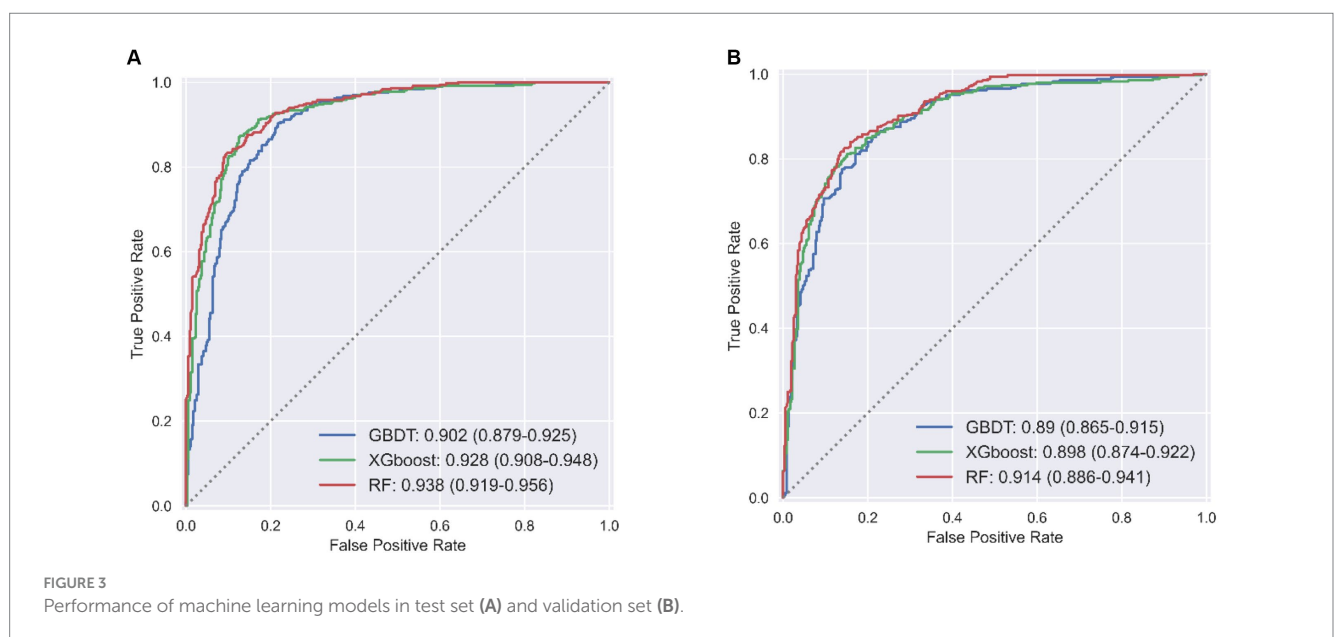 A
1.0
0.8
0.6
0.4
0.2
0.0
True Positive Rate
GBDT: 0.902 (0.879-0.925)
XGboost: 0.928 (0.908-0.948)
RF: 0.938 (0.919-0.956)
0.0 0.2 0.4 0.6 0.8 1.0
False Positive Rate
B
1.0
0.8
0.6
0.4
0.2
0.0
True Positive Rate
GBDT: 0.89 (0.865-0.915)
XGboost: 0.898 (0.874-0.922)
RF: 0.914 (0.886-0.941)
0.0 0.2 0.4 0.6 0.8 1.0
False Positive Rate
FIGURE 3
Performance of machine learning models in test set (A) and validation set (B).